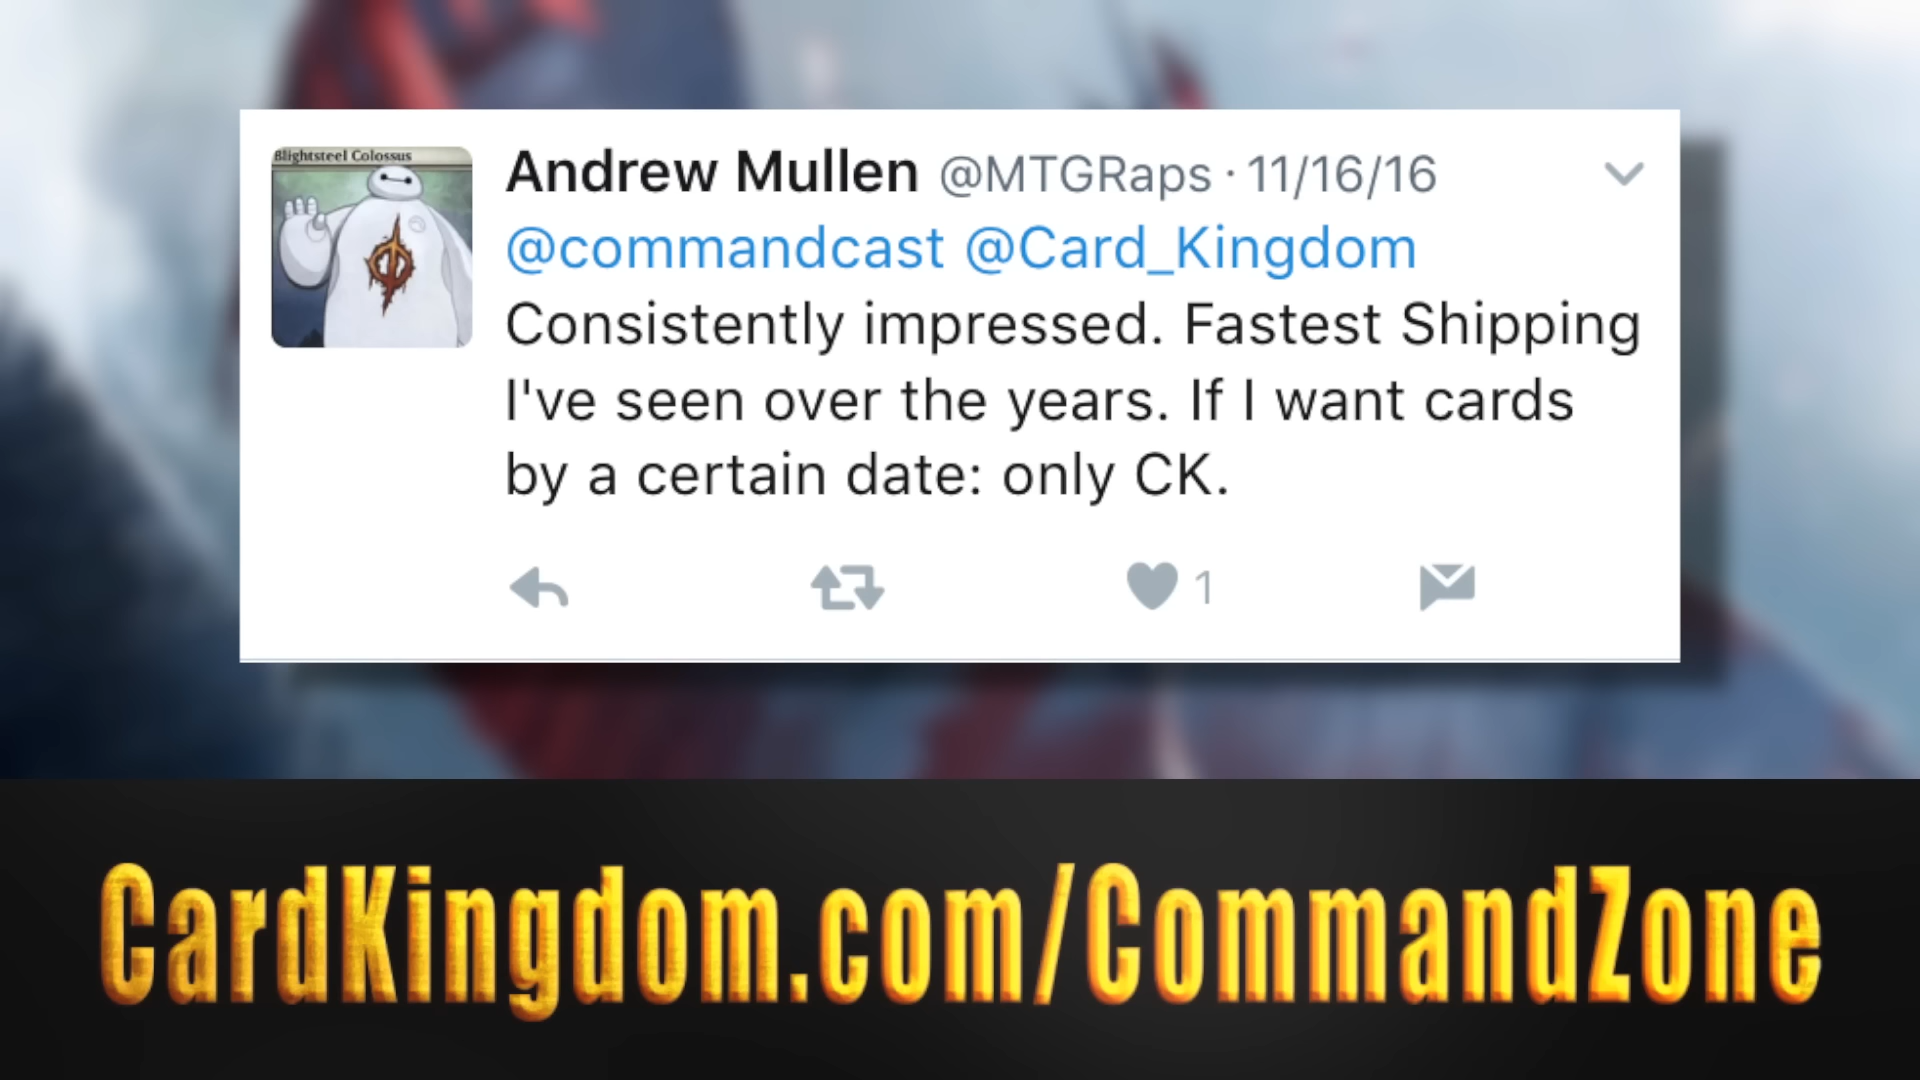 Blightsteel Colossus
Andrew Mullen @MTGRaps · 11/16/16
@commandcast @Card_Kingdom
Consistently impressed. Fastest Shipping
I've seen over the years. If I want cards
by a certain date: only CK.
1
CardKingdom.com/CommandZone